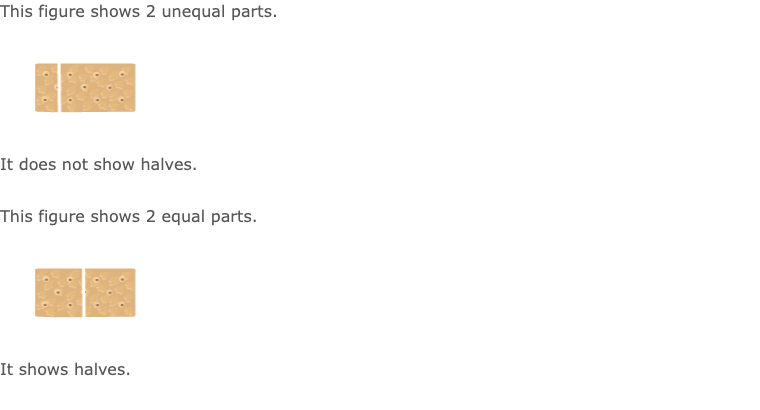 This figure shows 2 unequal parts.
It does not show halves.
This figure shows 2 equal parts.
It shows halves.